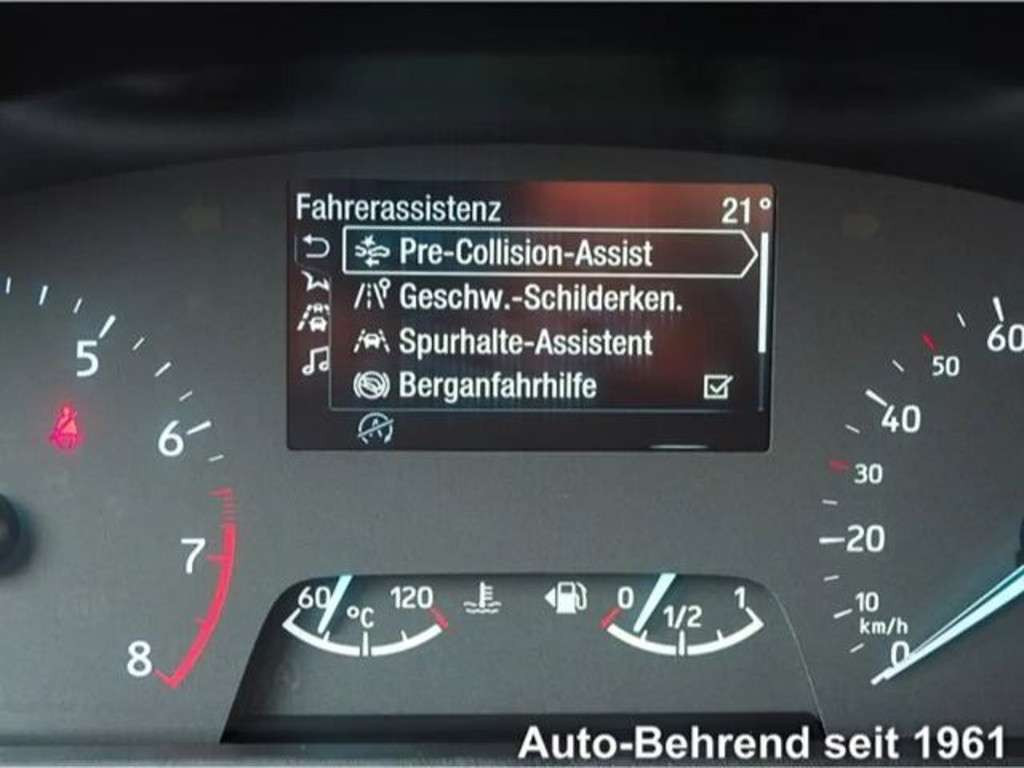 Fahrerassistenz 21°
Pre-Collision-Assist
Geschw.-Schilderken.
Spurhalte-Assistent
Berganfahrhilfe
5
6
7
8
60 °C 120
0 1/2 1
60
50
40
30
20
10
km/h
0
Auto-Behrend seit 1961